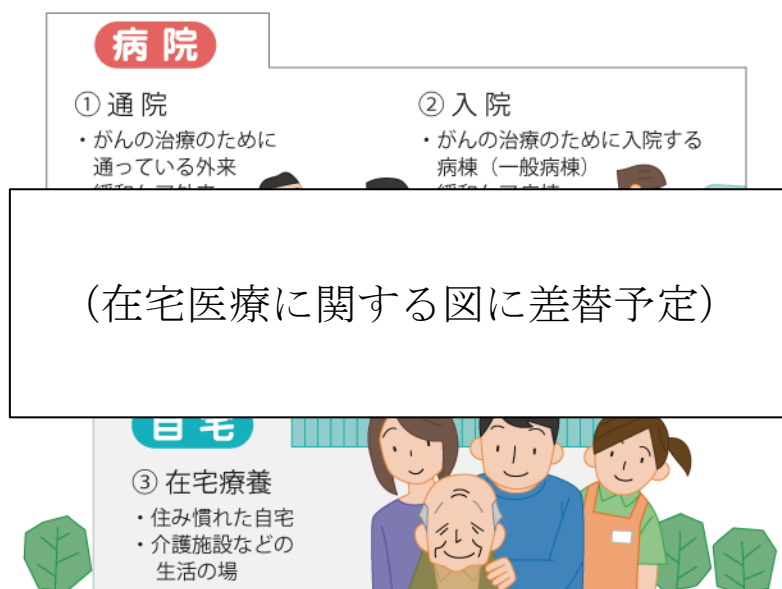 病院
① 通 院
・がんの治療のために
通っている外来
② 入 院
・がんの治療のために入院する
病棟（一般病棟）
（在宅医療に関する図に差替予定）
自宅
③ 在宅療養
・住み慣れた自宅
・介護施設などの
生活の場